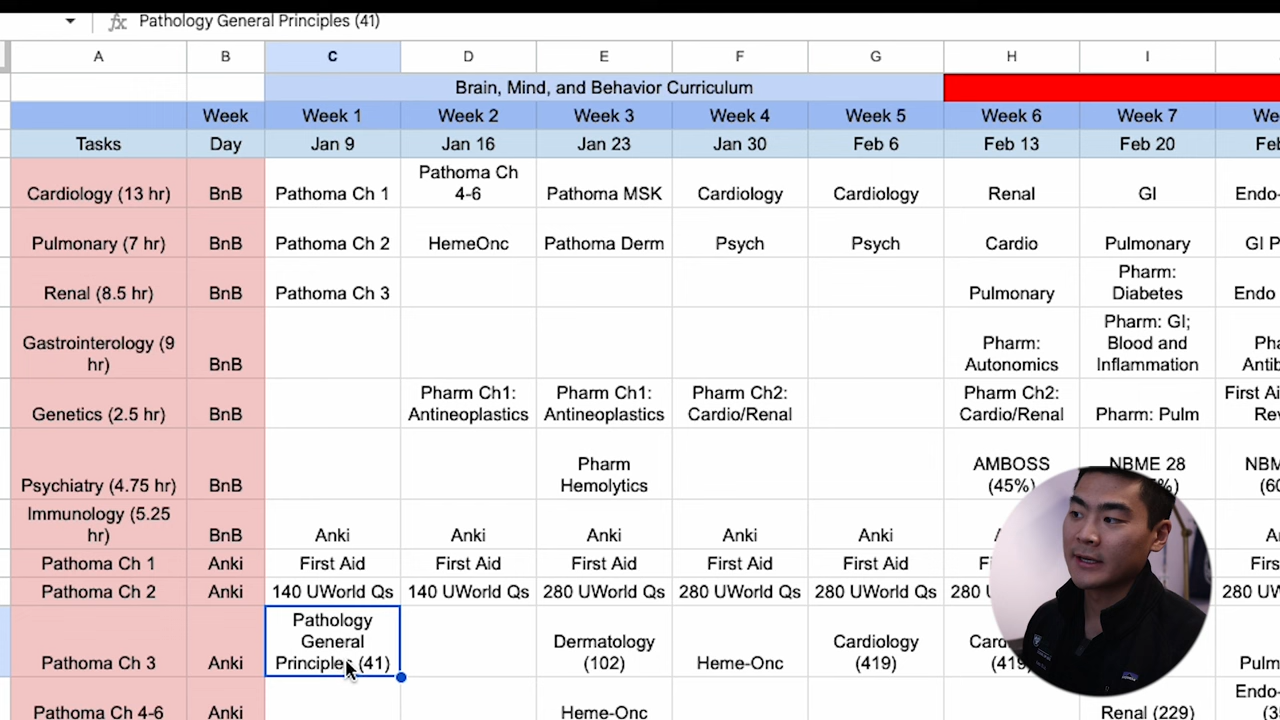 fx Pathology General Principles (41)
A B C D E F G H I
Brain, Mind, and Behavior Curriculum
Week Week 1 Week 2 Week 3 Week 4 Week 5 Week 6 Week 7
Tasks Day Jan 9 Jan 16 Jan 23 Jan 30 Feb 6 Feb 13 Feb 20
Cardiology (13 hr) BnB Pathoma Ch 1 Pathoma Ch 4-6 Pathoma MSK Cardiology Cardiology Renal GI
Pulmonary (7 hr) BnB Pathoma Ch 2 HemeOnc Pathoma Derm Psych Psych Cardio Pulmonary
Renal (8.5 hr) BnB Pathoma Ch 3 Pulmonary Pharm: Diabetes Endo
Gastrointerology (9 hr) BnB Pharm: Autonomics Pharm: GI; Blood and Inflammation
Genetics (2.5 hr) BnB Pharm Ch1: Antineoplastics Pharm Ch1: Antineoplastics Pharm Ch2: Cardio/Renal Pharm Ch2: Cardio/Renal Pharm: Pulm
Psychiatry (4.75 hr) BnB Pharm Hemolytics AMBOSS (45%) NBME 28
Immunology (5.25 hr) BnB Anki Anki Anki Anki Anki
Pathoma Ch 1 Anki First Aid First Aid First Aid First Aid First Aid
Pathoma Ch 2 Anki 140 UWorld Qs 140 UWorld Qs 280 UWorld Qs 280 UWorld Qs 280 UWorld Qs 280 280 UWorld Qs
Pathoma Ch 3 Anki Pathology General Principles (41) Dermatology (102) Heme-Onc Cardiology (419)
Pathoma Ch 4-6 Anki Heme-Onc Renal (229)